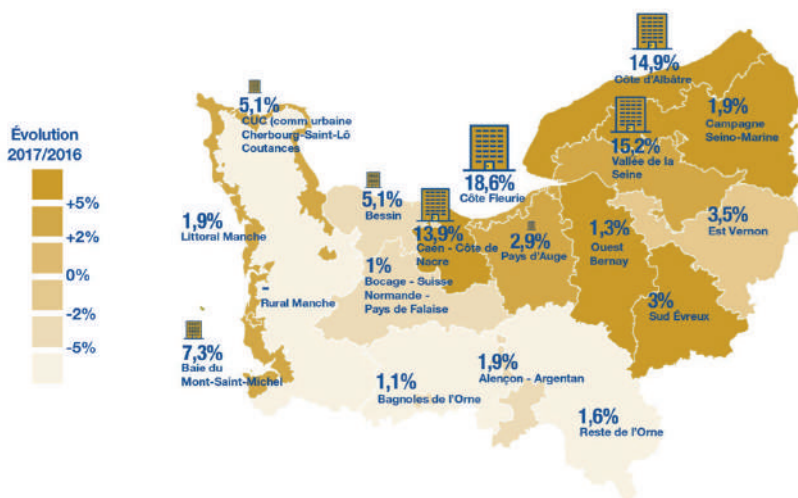 Évolution
2017/2016
+5%
+2%
0%
-2%
-5%
5,1%
CUC (comm urbaine
Cherbourg-Saint-Lô
Coutances
1,9%
Littoral Manche
-
Rural Manche
7,3%
Baie du
Mont-Saint-Michel
5,1%
Bessin
1%
Bocage - Suisse
Normande -
Pays de Falaise
13,9%
Caen - Côte de
Nacre
18,6%
Côte Fleurie
2,9%
Pays d'Auge
14,9%
Côte d'Albâtre
15,2%
Vallée de la
Seine
1,9%
Campagne
Seino-Marine
1,3%
Ouest
Bernay
3,5%
Est Vernon
3%
Sud Évreux
1,1%
Bagnoles de l'Orne
1,9%
Alençon - Argentan
1,6%
Reste de l'Orne